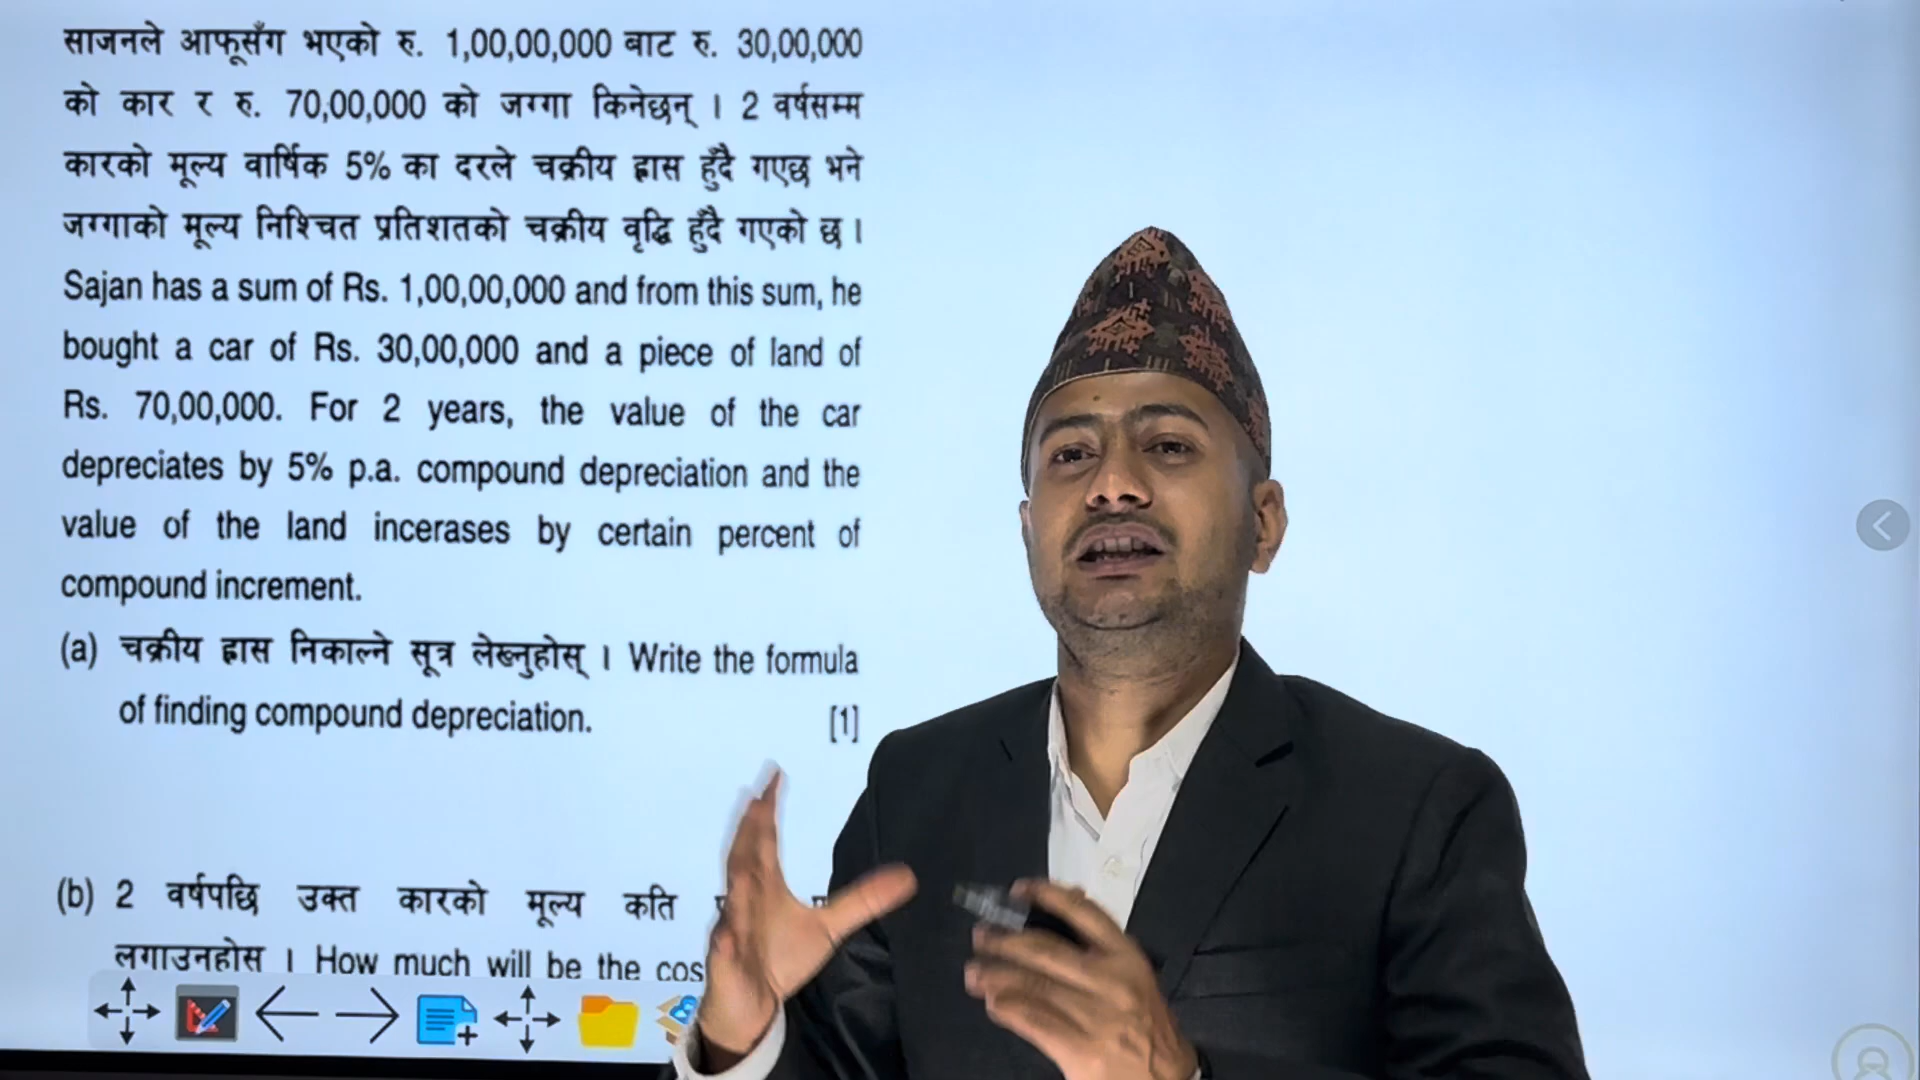 साजनले आफूसँग भएको रु. 1,00,00,000 बाट रु. 30,00,000
को कार र रु. 70,00,000 को जग्गा किनेछन् । 2 वर्षसम्म
कारको मूल्य वार्षिक 5% का दरले चक्रीय ह्रास हुँदै गएछ भने
जग्गाको मूल्य निश्चित प्रतिशतको चक्रीय वृद्धि हुँदै गएको छ ।
Sajan has a sum of Rs. 1,00,00,000 and from this sum, he
bought a car of Rs. 30,00,000 and a piece of land of
Rs. 70,00,000. For 2 years, the value of the car
depreciates by 5% p.a. compound depreciation and the
value of the land incerases by certain percent of
compound increment.
(a) चक्रीय ह्रास निकाल्ने सूत्र लेख्नुहोस् । Write the formula
of finding compound depreciation. [1]
(b) 2 वर्षपछि उक्त कारको मूल्य कति
लगाउनुहोस् । How much will be the